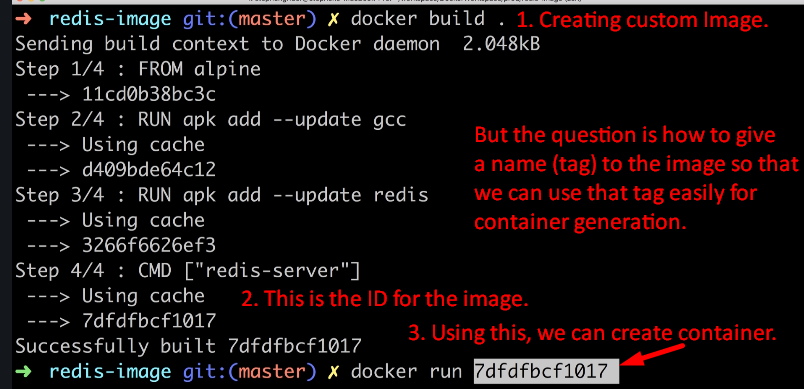 ➜ redis-image git:(master) ✗ docker build . 1. Creating custom Image.
Sending build context to Docker daemon 2.048kB
Step 1/4 : FROM alpine
---> 11cd0b38bc3c
Step 2/4 : RUN apk add --update gcc
---> Using cache
---> d409bde64c12
But the question is how to give
a name (tag) to the image so that
we can use that tag easily for
container generation.
Step 3/4 : RUN apk add --update redis
---> Using cache
---> 3266f6626ef3
Step 4/4 : CMD ["redis-server"]
---> Using cache
2. This is the ID for the image.
---> 7dfdfbcf1017
3. Using this, we can create container.
Successfully built 7dfdfbcf1017
➜ redis-image git:(master) ✗ docker run 7dfdfbcf1017